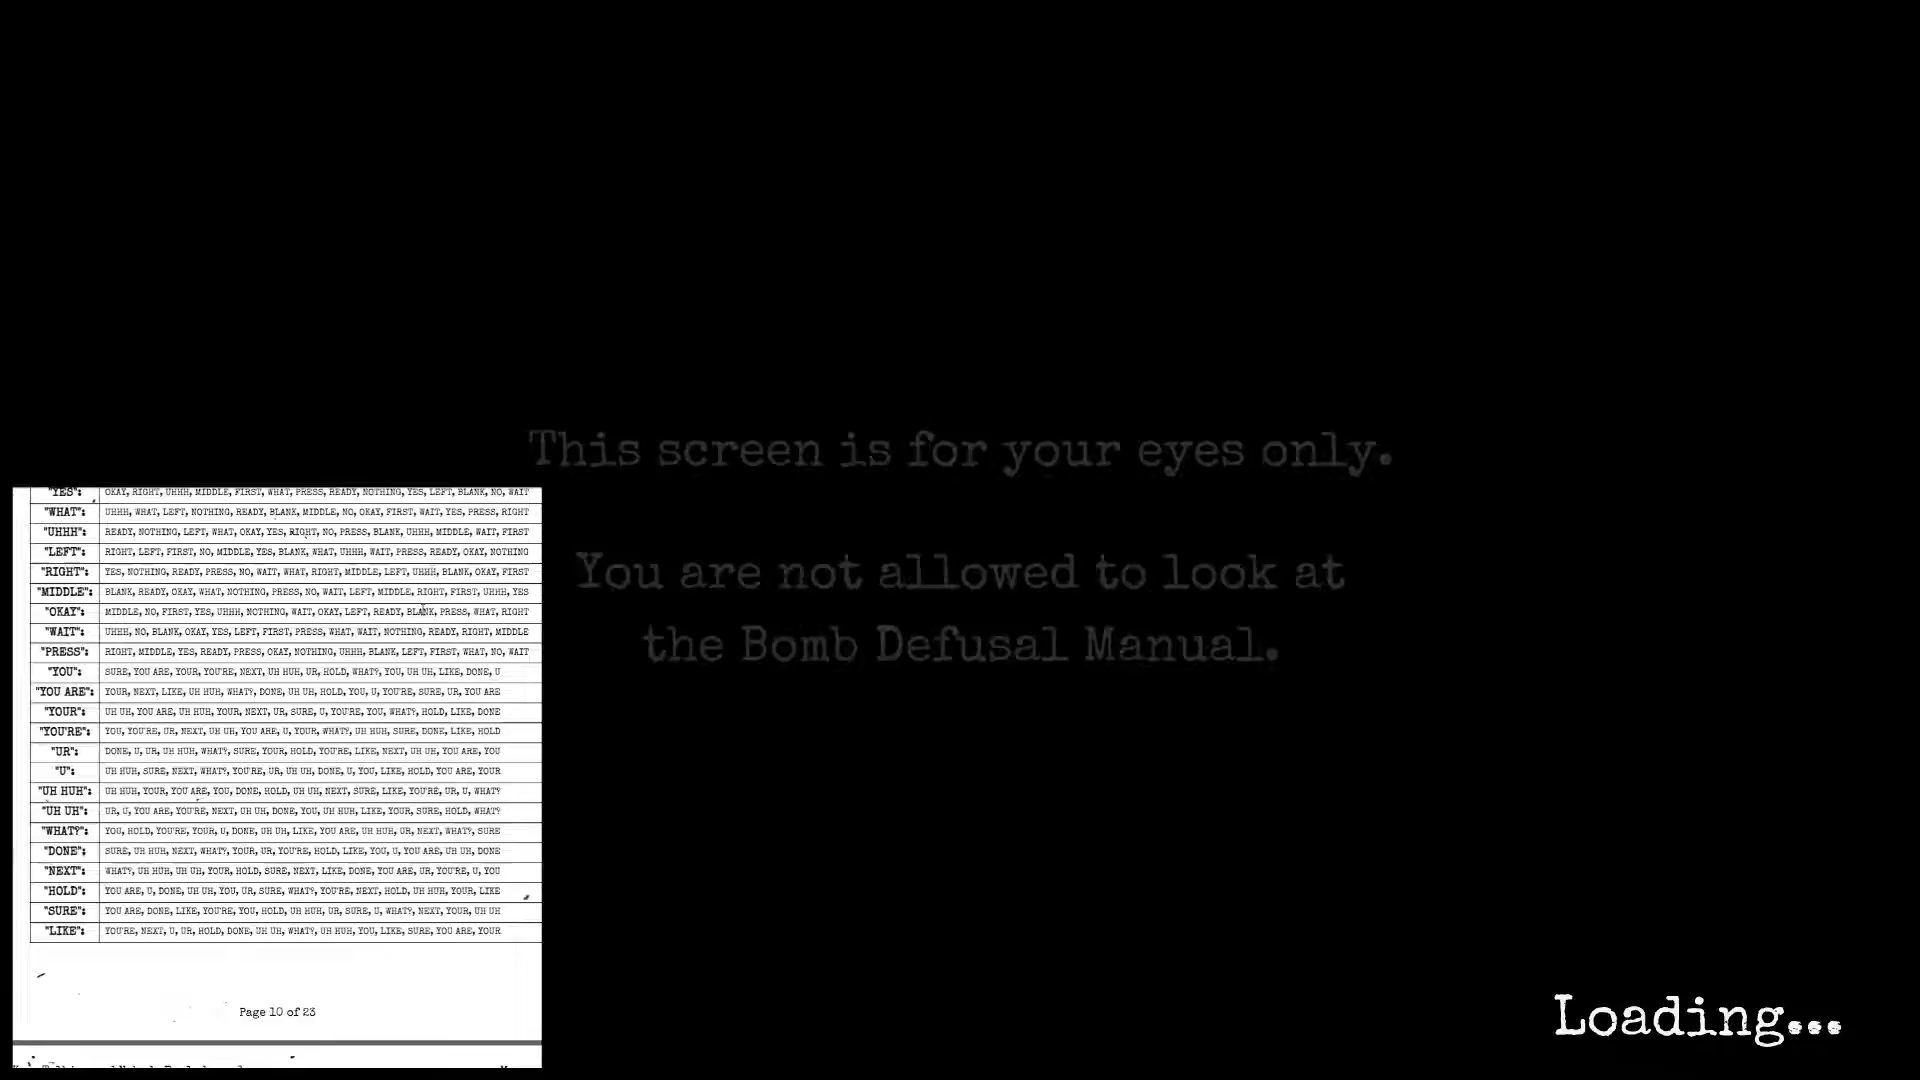 This screen is for your eyes only.
You are not allowed to look at
the Bomb Defusal Manual.
"YES": OKAY, RIGHT, UHHH, MIDDLE, FIRST, WHAT, PRESS, READY, NOTHING, YES, LEFT, BLANK, NO, WAIT
"WHAT": UHHH, WHAT, LEFT, NOTHING, READY, BLANK, MIDDLE, NO, OKAY, FIRST, WAIT, YES, PRESS, RIGHT
"UHHH": READY, NOTHING, LEFT, WHAT, OKAY, YES, RIGHT, NO, PRESS, BLANK, UHHH, MIDDLE, WAIT, FIRST
"LEFT": RIGHT, LEFT, FIRST, NO, MIDDLE, YES, BLANK, WHAT, UHHH, WAIT, PRESS, READY, OKAY, NOTHING
"RIGHT": YES, NOTHING, READY, PRESS, NO, WAIT, WHAT, RIGHT, MIDDLE, LEFT, UHHH, BLANK, OKAY, FIRST
"MIDDLE": BLANK, READY, OKAY, WHAT, NOTHING, PRESS, NO, WAIT, LEFT, MIDDLE, RIGHT, FIRST, UHHH, YES
"OKAY": MIDDLE, NO, FIRST, YES, UHHH, NOTHING, WAIT, OKAY, LEFT, READY, BLANK, PRESS, WHAT, RIGHT
"WAIT": UHHH, NO, BLANK, OKAY, YES, LEFT, FIRST, PRESS, WHAT, WAIT, NOTHING, READY, RIGHT, MIDDLE
"PRESS": RIGHT, MIDDLE, YES, READY, PRESS, OKAY, NOTHING, UHHH, BLANK, LEFT, FIRST, WHAT, NO, WAIT
"YOU": SURE, YOU ARE, YOUR, YOU'RE, NEXT, UH HUH, UR, HOLD, WHAT?, YOU, UH UH, LIKE, DONE, U
"YOU ARE": YOUR, NEXT, LIKE, UH HUH, WHAT?, DONE, UH UH, HOLD, YOU, U, YOU'RE, SURE, UR, YOU ARE
"YOUR": UH UH, YOU ARE, UH HUH, YOUR, NEXT, UR, SURE, U, YOU'RE, YOU, WHAT?, HOLD, LIKE, DONE
"YOU'RE": YOU, YOU'RE, UR, NEXT, UH UH, YOU ARE, U, YOUR, WHAT?, UH HUH, SURE, DONE, LIKE, HOLD
"UR": DONE, U, UR, UH HUH, WHAT?, SURE, YOUR, HOLD, YOU'RE, LIKE, NEXT, UH UH, YOU ARE, YOU
"U": UH HUH, SURE, NEXT, WHAT?, YOU'RE, UR, UH UH, DONE, U, YOU, LIKE, HOLD, YOU ARE, YOUR
"UH HUH": UH HUH, YOUR, YOU ARE, YOU, DONE, HOLD, UH UH, NEXT, SURE, LIKE, YOU'RE, UR, U, WHAT?
"UH UH": UR, U, YOU ARE, YOU'RE, NEXT, UH UH, DONE, YOU, UH HUH, LIKE, YOUR, SURE, HOLD, WHAT?
"WHAT?": YOU, HOLD, YOU'RE, YOUR, U, DONE, UH UH, LIKE, YOU ARE, UH HUH, UR, NEXT, WHAT?, SURE
"DONE": SURE, UH HUH, NEXT, WHAT?, YOUR, UR, YOU'RE, HOLD, LIKE, YOU, U, YOU ARE, UH UH, DONE
"NEXT": WHAT?, UH HUH, UH UH, YOUR, HOLD, SURE, NEXT, LIKE, DONE, YOU ARE, UR, YOU'RE, U, YOU
"HOLD": YOU ARE, U, DONE, UH UH, YOU, UR, SURE, WHAT?, YOU'RE, NEXT, HOLD, UH HUH, YOUR, LIKE
"SURE": YOU ARE, DONE, LIKE, YOU'RE, YOU, HOLD, UH HUH, UR, SURE, U, WHAT?, NEXT, YOUR, UH UH
"LIKE": YOU'RE, NEXT, U, UR, HOLD, DONE, UH UH, WHAT?, UH HUH, YOU, LIKE, SURE, YOU ARE, YOUR
Page 10 of 23
Loading...